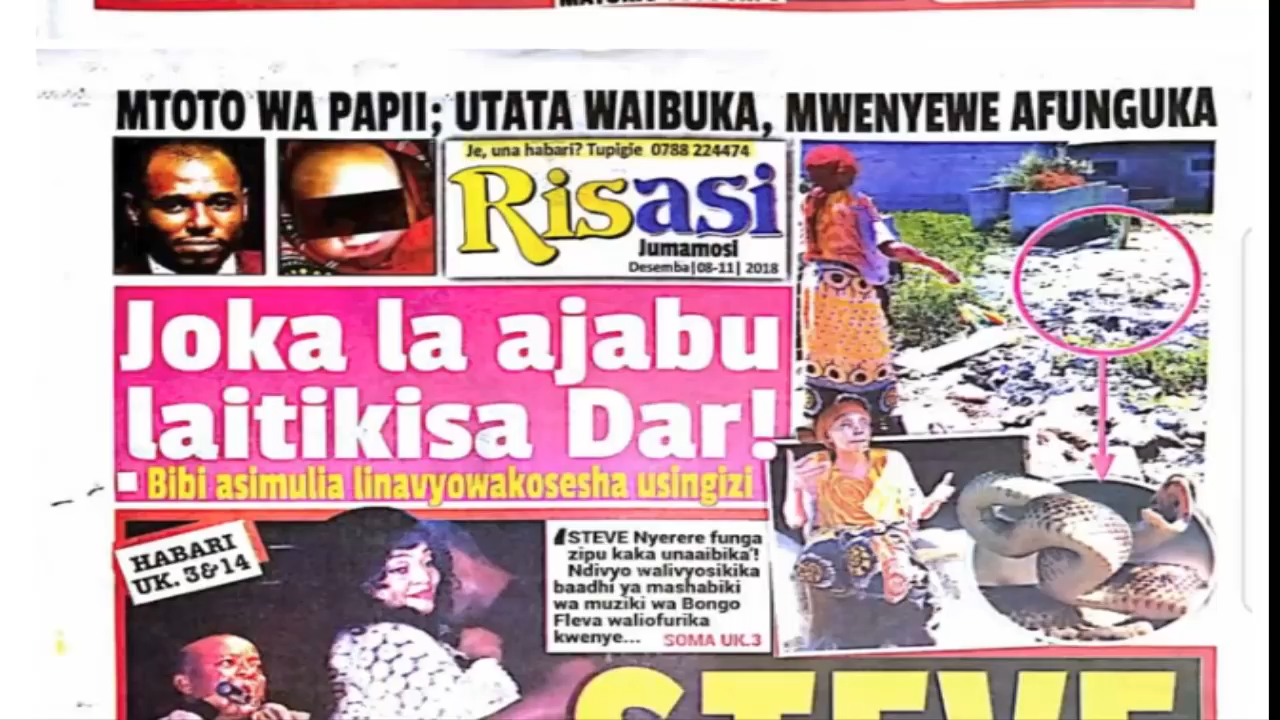 MTOTO WA PAPII; UTATA WAIBUKA, MWENYEWE AFUNGUKA
Je, una habari? Tupigie 0788 224474
Risasi
Jumamosi
Desemba|08-11| 2018
Joka la ajabu
laitikisa Dar!
Bibi asimulia linavyowakosesha usingizi
HABARI
UK. 3&14
'STEVE Nyerere funga
zipu kaka unaaibika'!
Ndivyo walivyosikika
baadhi ya mashabiki
wa muziki wa Bongo
Fleva waliofurika
kwenye... SOMA UK.3
STEVE